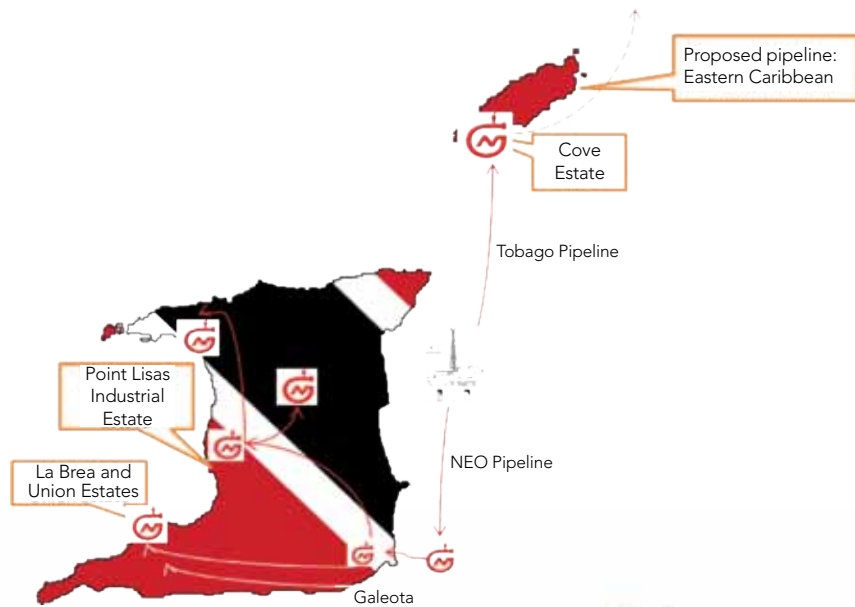 Proposed pipeline:
Eastern Caribbean
Cove
Estate
Tobago Pipeline
Point Lisas
Industrial
Estate
NEO Pipeline
La Brea and
Union Estates
Galeota